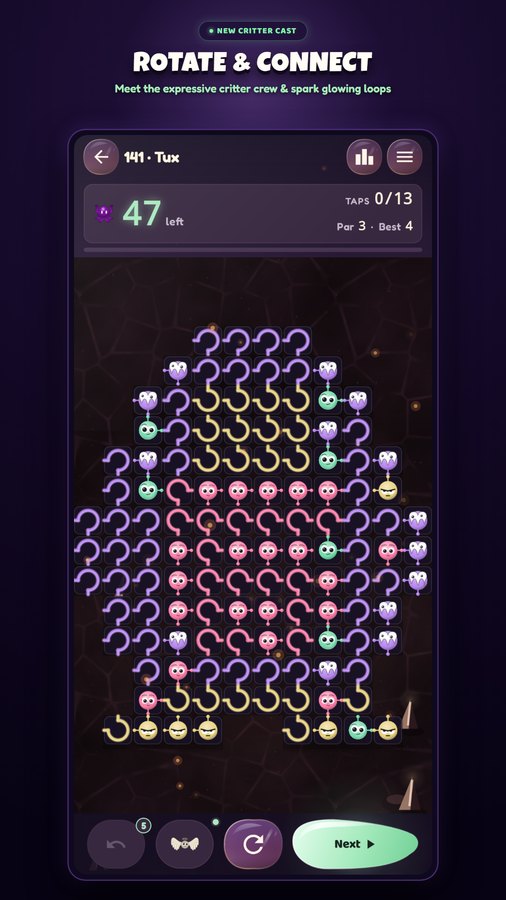 NEW CRITTER CAST
ROTATE & CONNECT
Meet the expressive critter crew & spark glowing loops
141 · Tux
47 left
TAPS 0/13
Par 3 · Best 4
5
Next